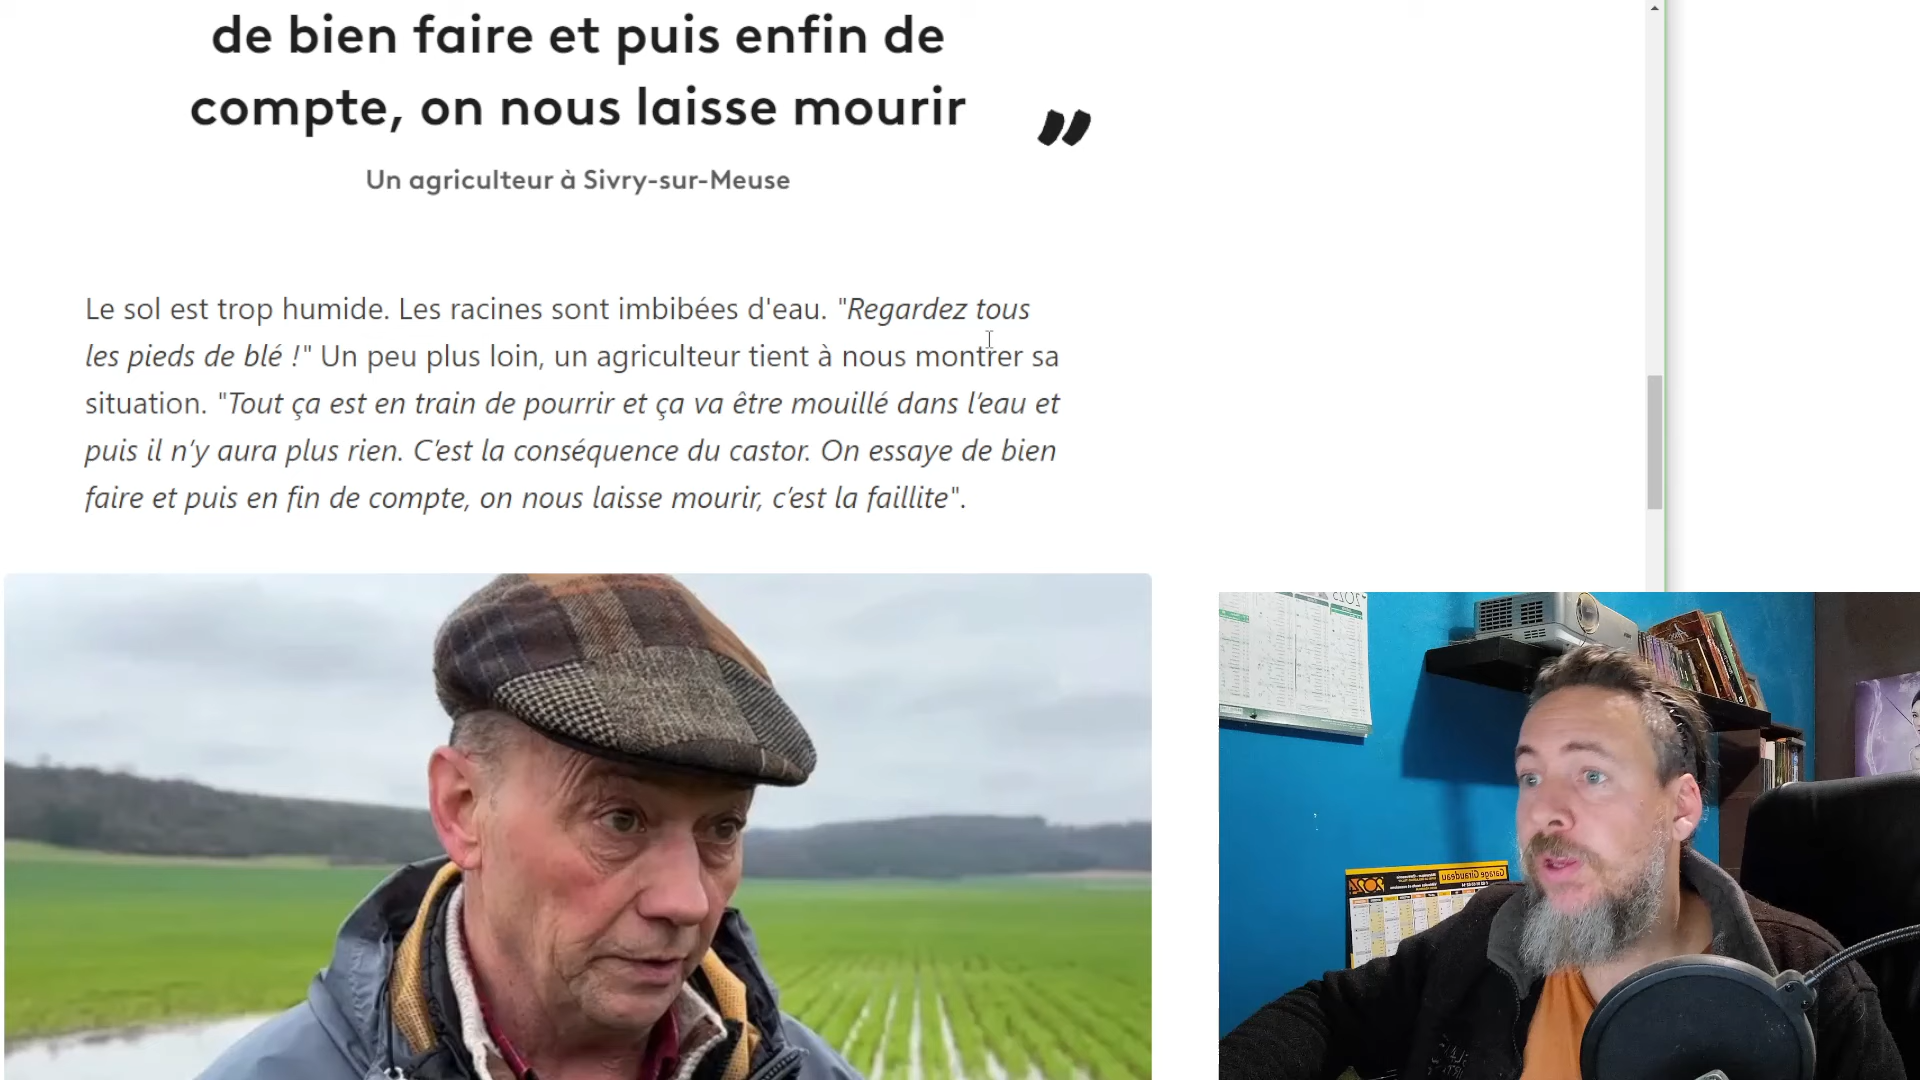 de bien faire et puis enfin de
compte, on nous laisse mourir
”
Un agriculteur à Sivry-sur-Meuse
Le sol est trop humide. Les racines sont imbibées d'eau. "Regardez tous
les pieds de blé !" Un peu plus loin, un agriculteur tient à nous montrer sa
situation. "Tout ça est en train de pourrir et ça va être mouillé dans l’eau et
puis il n’y aura plus rien. C’est la conséquence du castor. On essaye de bien
faire et puis en fin de compte, on nous laisse mourir, c’est la faillite".
2025
Garage Giraudeau
2022